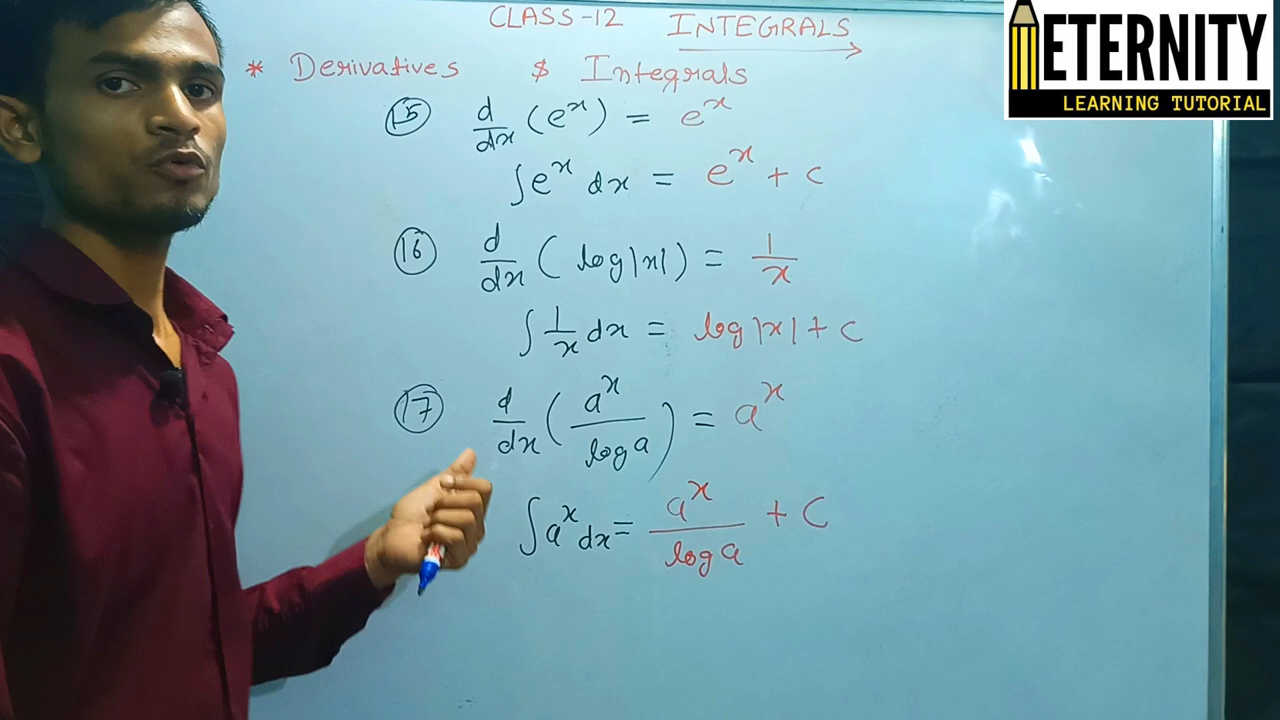 CLASS-12 INTEGRALS
ETERNITY
LEARNING TUTORIAL
* Derivatives $ Integrals
(15) d/dx (e^x) = e^x
∫e^x dx = e^x + c
(16) d/dx ( log|x| ) = 1/x
∫ 1/x dx = log|x| + c
(17) d/dx ( a^x / log a ) = a^x
∫a^x dx = a^x / log a + C